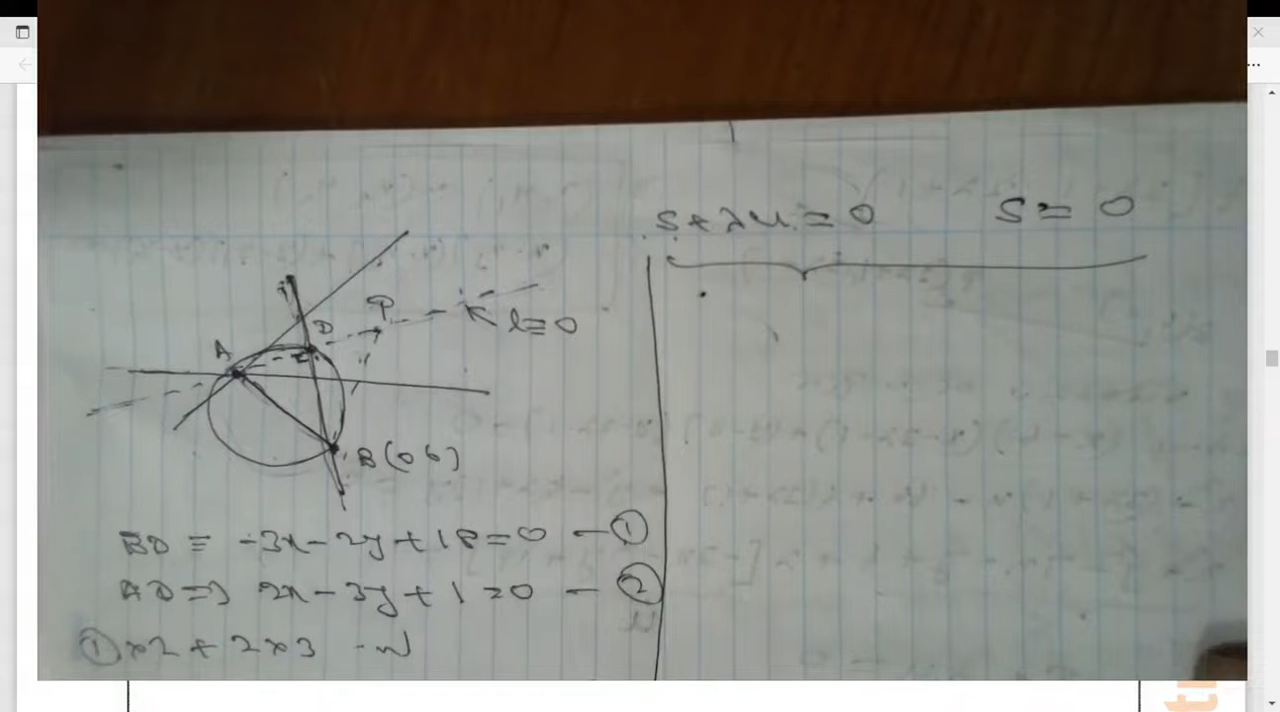 S + λu = 0 S = 0
A
D
P
l = 0
B (0 6)
BD ≡ -3x - 2y + 18 = 0 — ①
AD ⇒ 2x - 3y + 1 = 0 — ②
① × 2 + 2 × 3